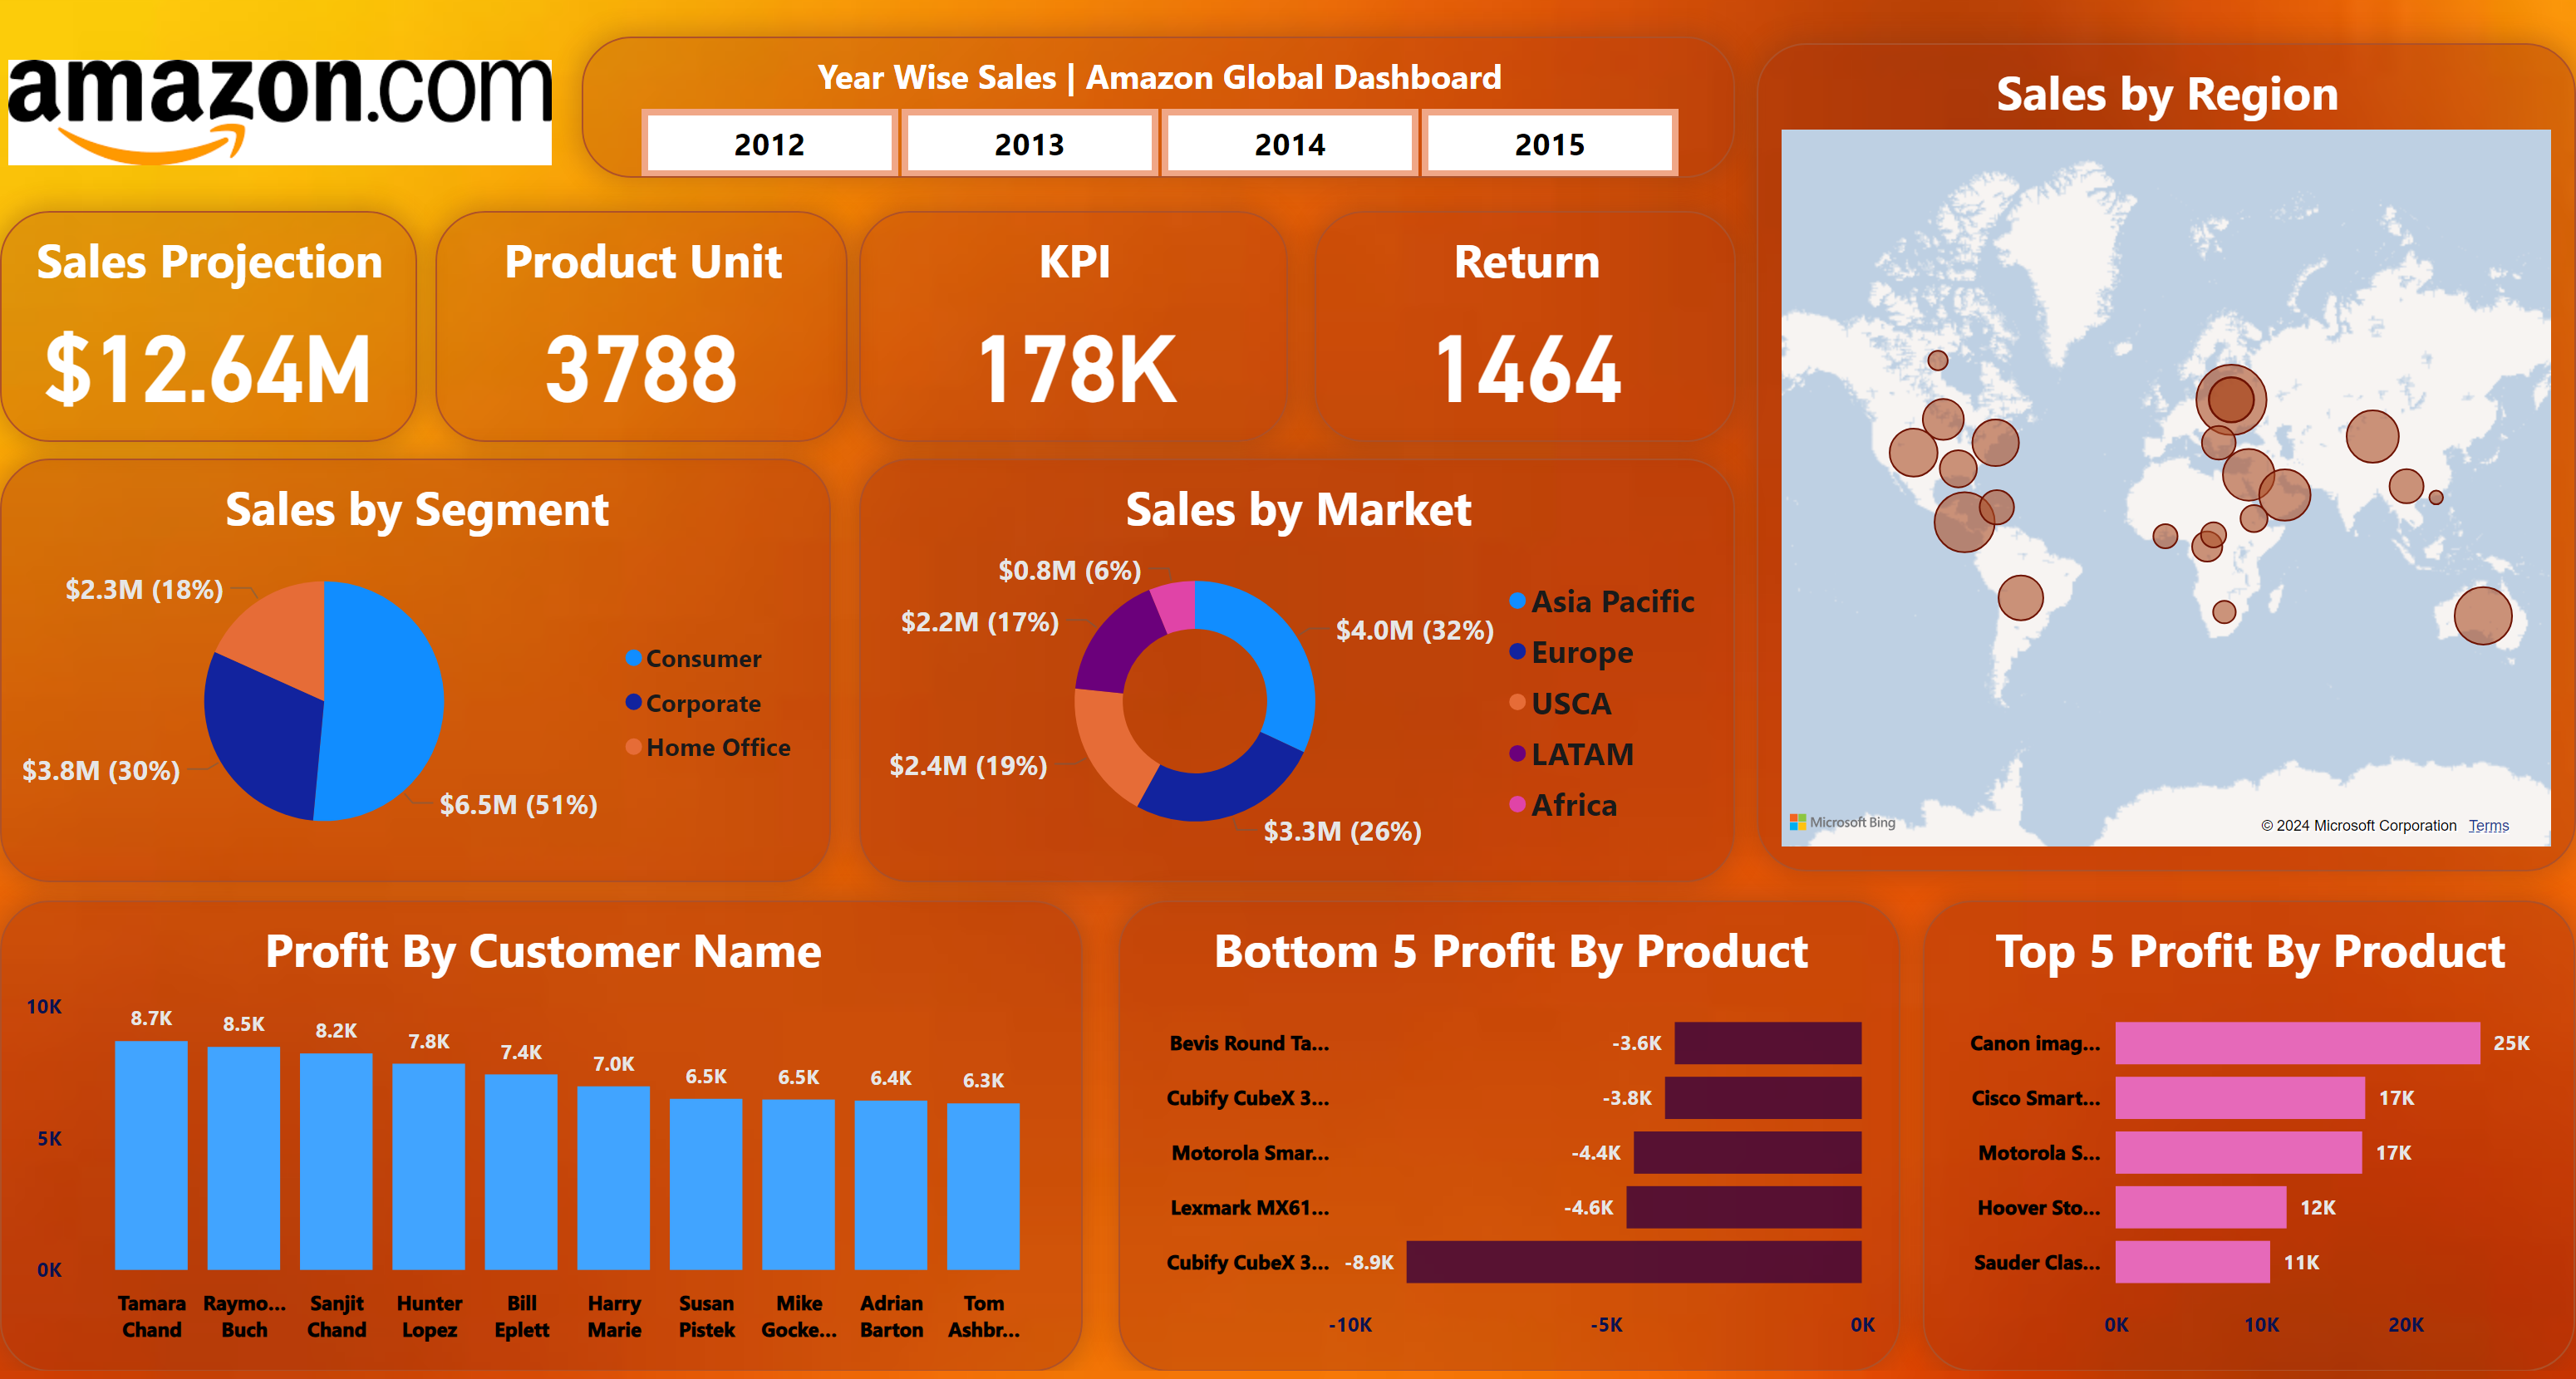 amazon.com
Year Wise Sales | Amazon Global Dashboard
2012
2013
2014
2015
Sales by Region
Microsoft Bing
© 2024 Microsoft Corporation Terms
Sales Projection
$12.64M
Product Unit
3788
KPI
178K
Return
1464
Sales by Segment
$2.3M (18%)
$3.8M (30%)
$6.5M (51%)
Consumer
Corporate
Home Office
Sales by Market
$0.8M (6%)
$2.2M (17%)
$4.0M (32%)
$2.4M (19%)
$3.3M (26%)
Asia Pacific
Europe
USCA
LATAM
Africa
Profit By Customer Name
10K
5K
0K
8.7K
8.5K
8.2K
7.8K
7.4K
7.0K
6.5K
6.5K
6.4K
6.3K
Tamara
Chand
Raymo...
Buch
Sanjit
Chand
Hunter
Lopez
Bill
Eplett
Harry
Marie
Susan
Pistek
Mike
Gocke...
Adrian
Barton
Tom
Ashbr...
Bottom 5 Profit By Product
Bevis Round Ta... -3.6K
Cubify CubeX 3... -3.8K
Motorola Smar... -4.4K
Lexmark MX61... -4.6K
Cubify CubeX 3... -8.9K
-10K -5K 0K
Top 5 Profit By Product
Canon imag... 25K
Cisco Smart... 17K
Motorola S... 17K
Hoover Sto... 12K
Sauder Clas... 11K
0K 10K 20K